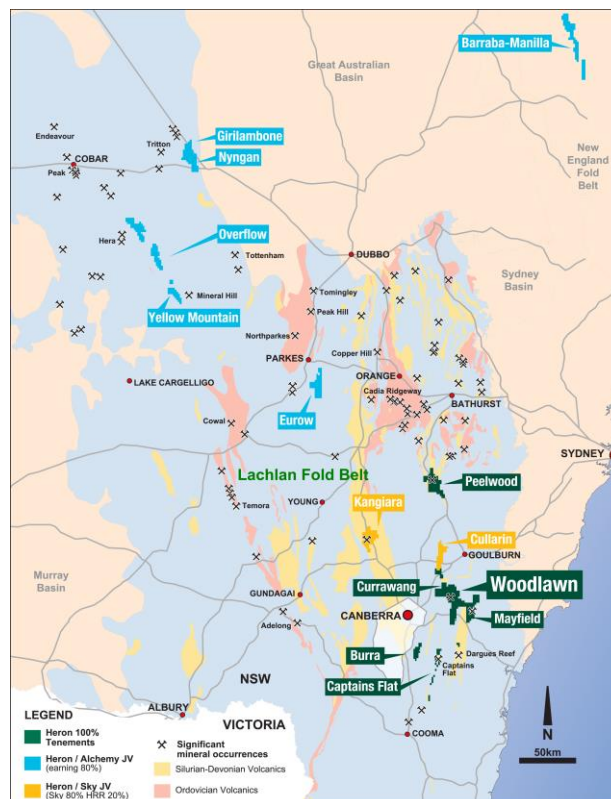 Barraba-Manilla
Great Australian
Basin
New
England
Fold
Belt
Endeavour
Tritton
Girilambone
COBAR
Nyngan
Peak
Hera
Overflow
Tottenham
DUBBO
Sydney
Basin
Mineral Hill
Tomingley
Yellow Mountain
Peak Hill
Northparkes
Copper Hill
PARKES
LAKE CARGELLIGO
ORANGE
Cadia Ridgeway
Eurow
BATHURST
Cowal
SYDNEY
Lachlan Fold Belt
Peelwood
Temora
YOUNG
Kangiara
Cullarin
GOULBURN
Murray
Basin
Currawang
Woodlawn
GUNDAGAI
CANBERRA
Mayfield
Adelong
Burra
Dargues Reef
Captains
Flat
NSW
Captains Flat
ALBURY
VICTORIA
COOMA
N
50km
LEGEND
Heron 100%
Tenements
Heron / Alchemy JV
(earning 80%)
Heron / Sky JV
(Sky 80% HRR 20%)
Significant
mineral occurrences
Silurian-Devonian Volcanics
Ordovician Volcanics